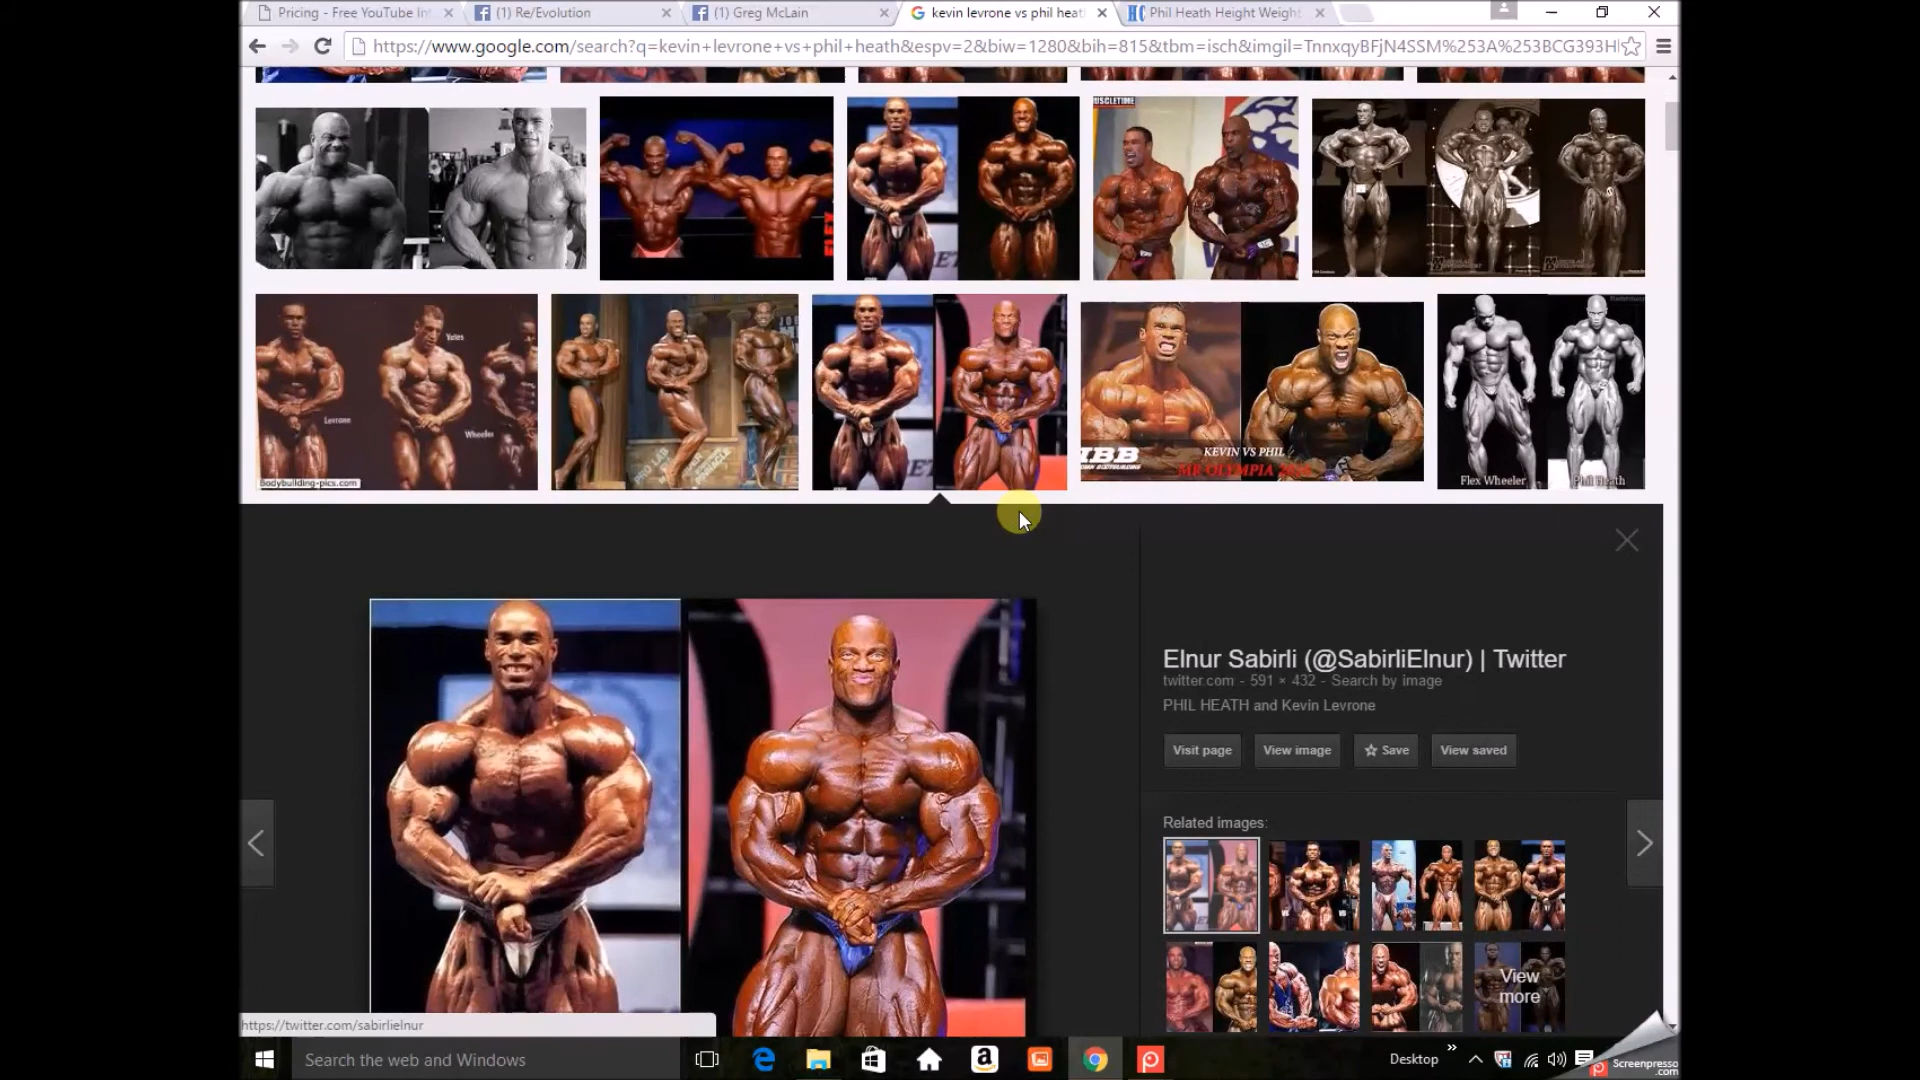 Pricing - Free YouTube In
(1) Re/Evolution
(1) Greg McLain
kevin levrone vs phil heat
Phil Heath Height Weight
https://www.google.com/search?q=kevin+levrone+vs+phil+heath&espv=2&biw=1280&bih=815&tbm=isch&imgil=TnnxqyBFjN4SSM%253A%253BCG393H
MUSCLETIME
FLEX
Yates
Levrone
Wheeler
Bodybuilding-pics.com
IBB
KEVIN VS PHIL
MR OLYMPIA
Flex Wheeler
Phil Heath
Elnur Sabirli (@SabirliElnur) | Twitter
twitter.com - 591 × 432 - Search by image
PHIL HEATH and Kevin Levrone
Visit page
View image
Save
View saved
Related images:
View
more
https://twitter.com/sabirlielnur
Search the web and Windows
Desktop
Screenpresso
.com